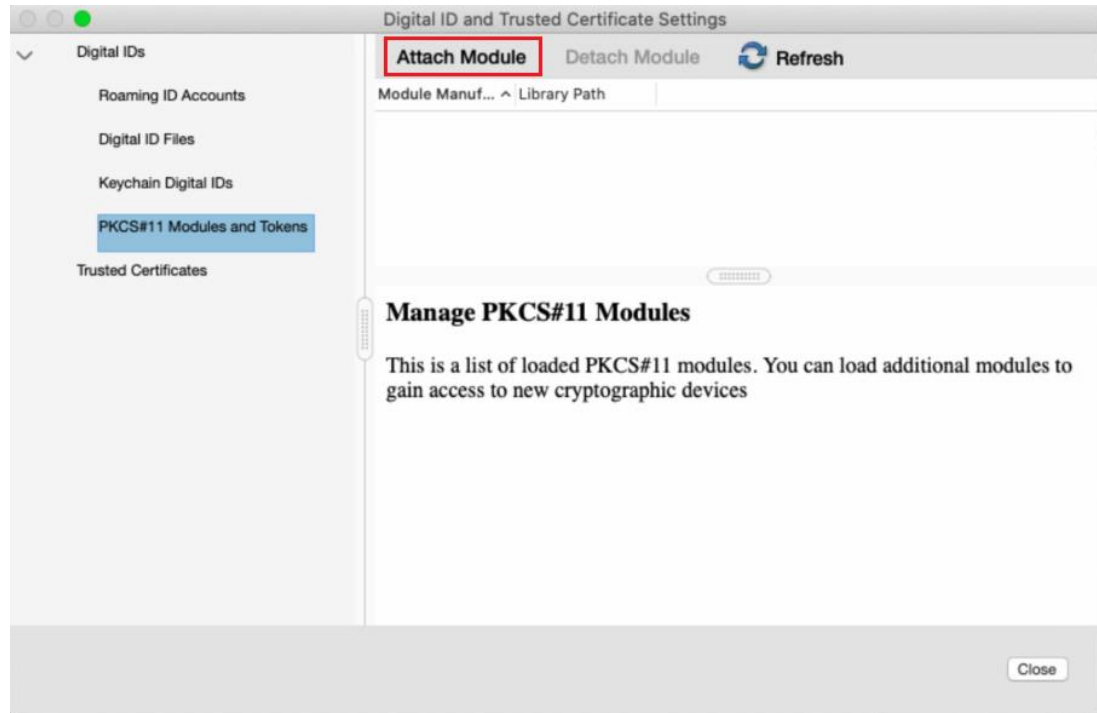 Digital ID and Trusted Certificate Settings
Digital IDs
Roaming ID Accounts
Digital ID Files
Keychain Digital IDs
PKCS#11 Modules and Tokens
Trusted Certificates
Attach Module Detach Module Refresh
Module Manuf... Library Path
Manage PKCS#11 Modules
This is a list of loaded PKCS#11 modules. You can load additional modules to
gain access to new cryptographic devices
Close